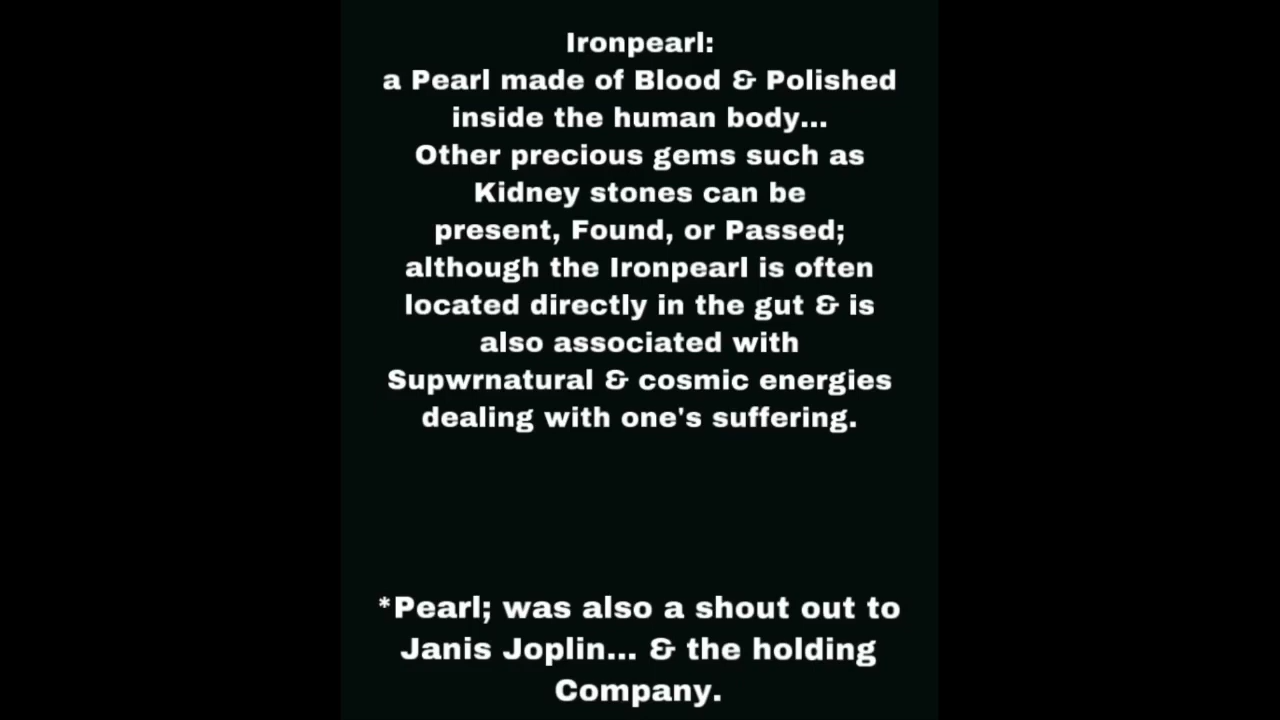 Ironpearl:
a Pearl made of Blood & Polished
inside the human body...
Other precious gems such as
Kidney stones can be
present, Found, or Passed;
although the Ironpearl is often
located directly in the gut & is
also associated with
Supwrnatural & cosmic energies
dealing with one's suffering.
*Pearl; was also a shout out to
Janis Joplin... & the holding
Company.